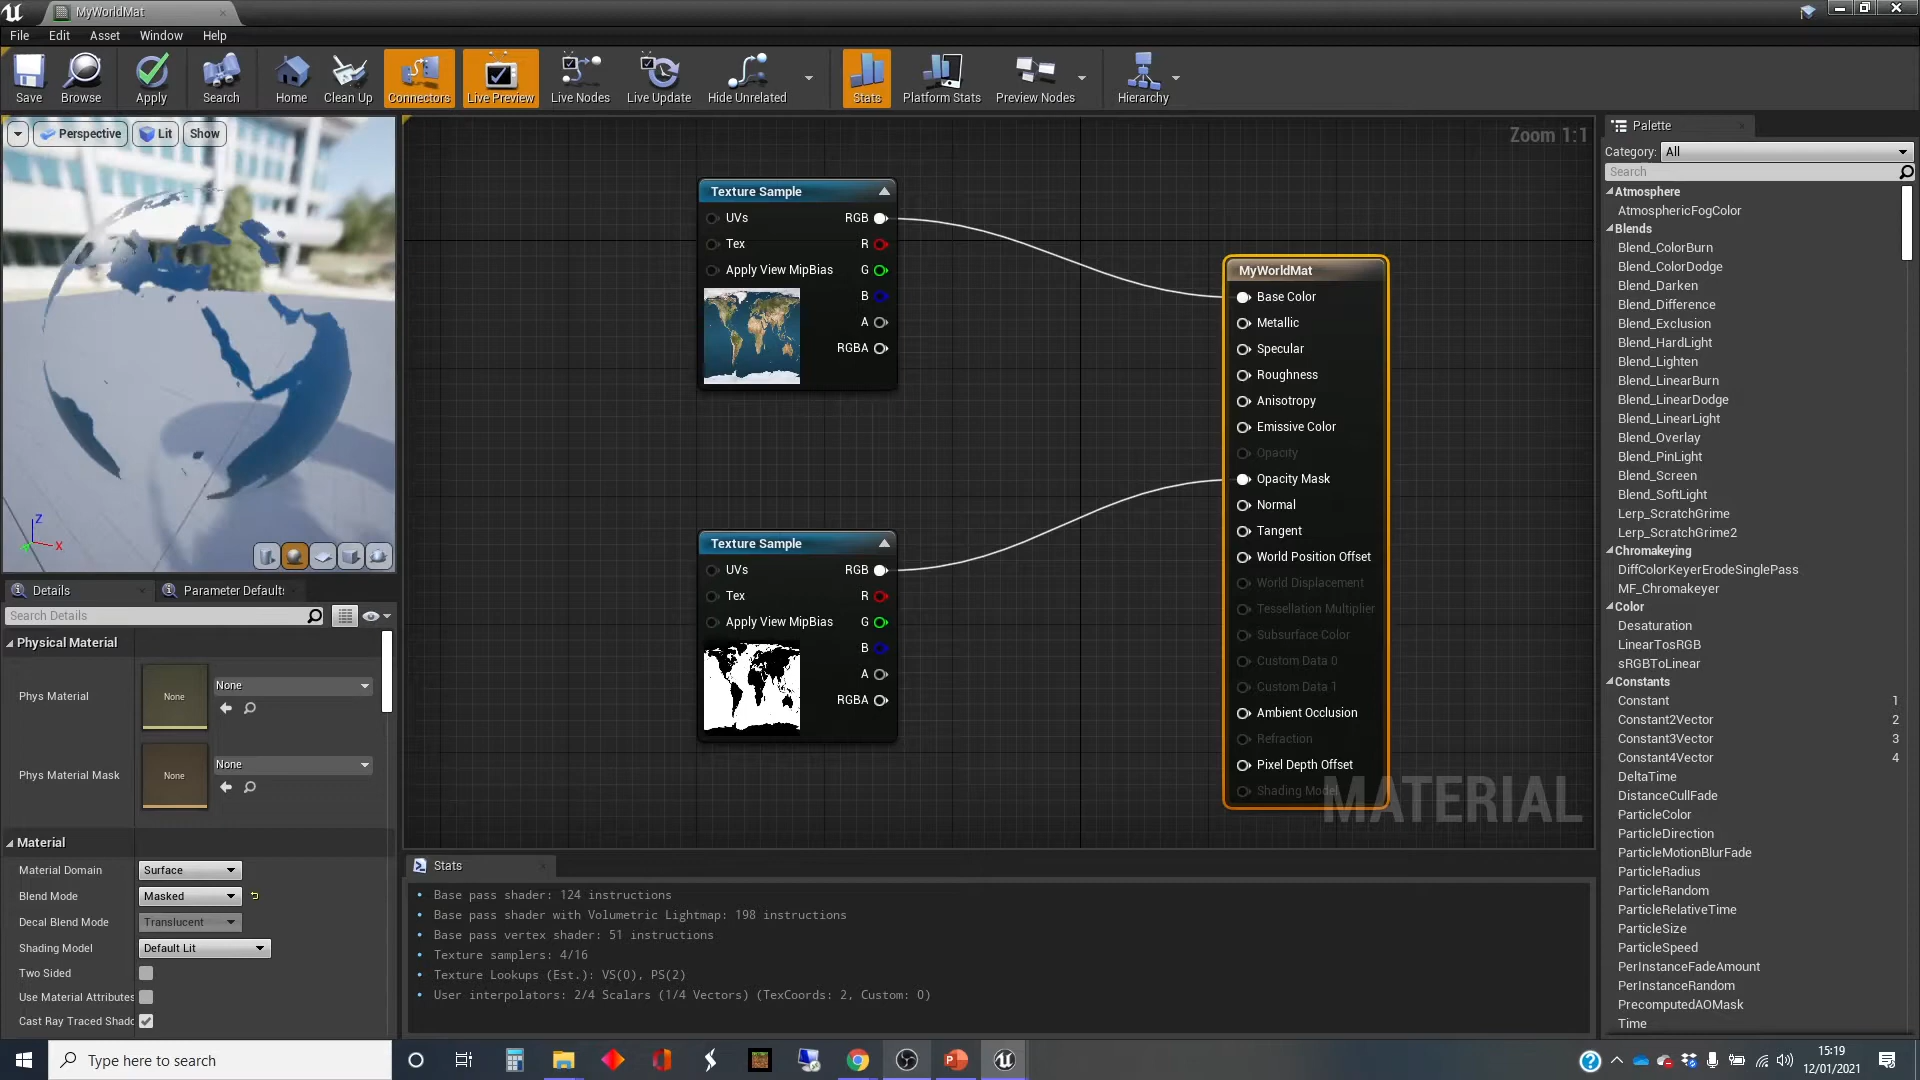 MyWorldMat
File Edit Asset Window Help
Save Browse Apply Search Home Clean Up Connectors Live Preview Live Nodes Live Update Hide Unrelated Stats Platform Stats Preview Nodes Hierarchy
Perspective Lit Show
Z
X
Zoom 1:1
Texture Sample
UVs RGB
Tex R
Apply View MipBias G
B
A
RGBA
Texture Sample
UVs RGB
Tex R
Apply View MipBias G
B
A
RGBA
MyWorldMat
Base Color
Metallic
Specular
Roughness
Anisotropy
Emissive Color
Opacity
Opacity Mask
Normal
Tangent
World Position Offset
World Displacement
Tessellation Multiplier
Subsurface Color
Custom Data 0
Custom Data 1
Ambient Occlusion
Refraction
Pixel Depth Offset
Shading Model
MATERIAL
Details Parameter Default
Search Details
Physical Material
Phys Material None None
Phys Material Mask None None
Material
Material Domain Surface
Blend Mode Masked
Decal Blend Mode Translucent
Shading Model Default Lit
Two Sided
Use Material Attributes
Cast Ray Traced Shado
Stats
Base pass shader: 124 instructions
Base pass shader with Volumetric Lightmap: 198 instructions
Base pass vertex shader: 51 instructions
Texture samplers: 4/16
Texture Lookups (Est.): VS(0), PS(2)
User interpolators: 2/4 Scalars (1/4 Vectors) (TexCoords: 2, Custom: 0)
Palette
Category: All
Search
Atmosphere
AtmosphericFogColor
Blends
Blend_ColorBurn
Blend_ColorDodge
Blend_Darken
Blend_Difference
Blend_Exclusion
Blend_HardLight
Blend_Lighten
Blend_LinearBurn
Blend_LinearDodge
Blend_LinearLight
Blend_Overlay
Blend_PinLight
Blend_Screen
Blend_SoftLight
Lerp_ScratchGrime
Lerp_ScratchGrime2
Chromakeying
DiffColorKeyerErodeSinglePass
MF_Chromakeyer
Color
Desaturation
LinearTosRGB
sRGBToLinear
Constants
Constant 1
Constant2Vector 2
Constant3Vector 3
Constant4Vector 4
DeltaTime
DistanceCullFade
ParticleColor
ParticleDirection
ParticleMotionBlurFade
ParticleRadius
ParticleRandom
ParticleRelativeTime
ParticleSize
ParticleSpeed
PerInstanceFadeAmount
PerInstanceRandom
PrecomputedAOMask
Time
Type here to search
15:19
12/01/2021